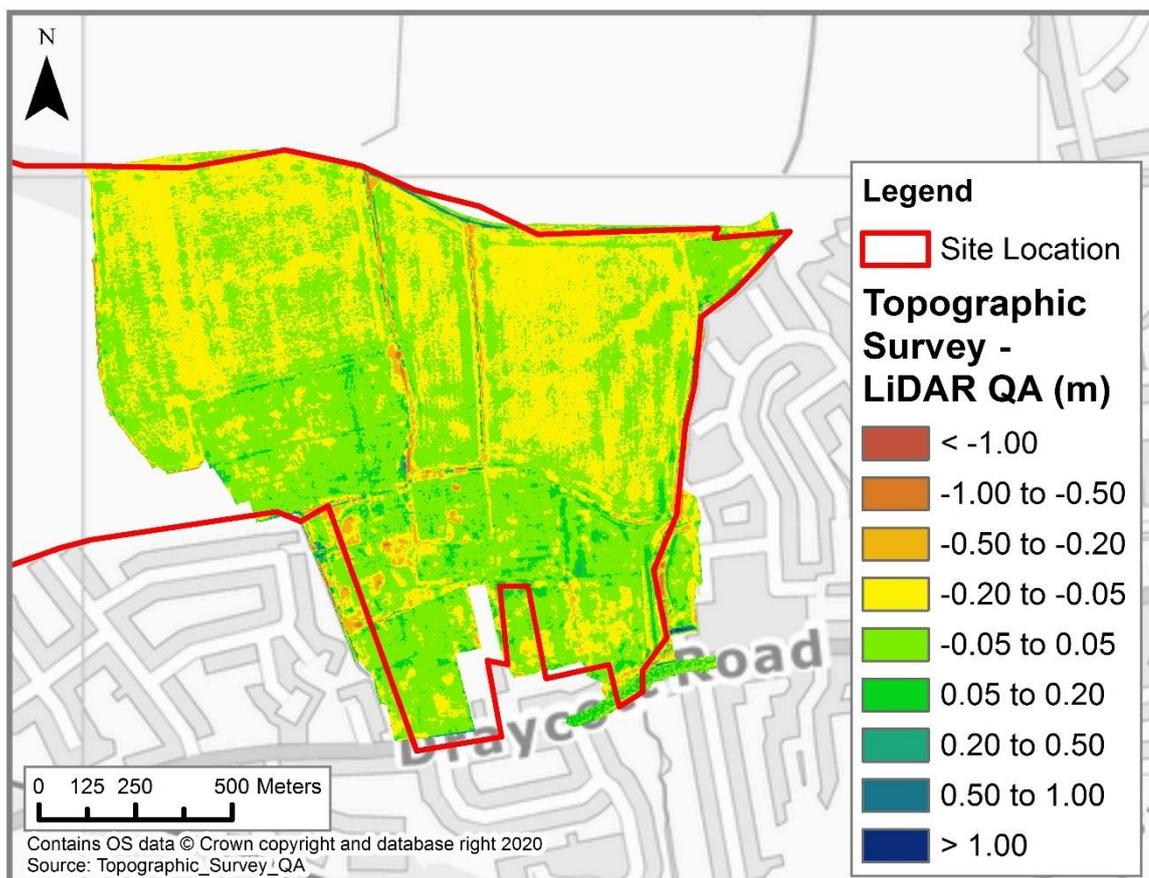 N
Legend
Site Location
Topographic
Survey -
LiDAR QA (m)
< -1.00
-1.00 to -0.50
-0.50 to -0.20
-0.20 to -0.05
-0.05 to 0.05
0.05 to 0.20
0.20 to 0.50
0.50 to 1.00
> 1.00
Draycott Road
0 125 250 500 Meters
Contains OS data © Crown copyright and database right 2020
Source: Topographic_Survey_QA